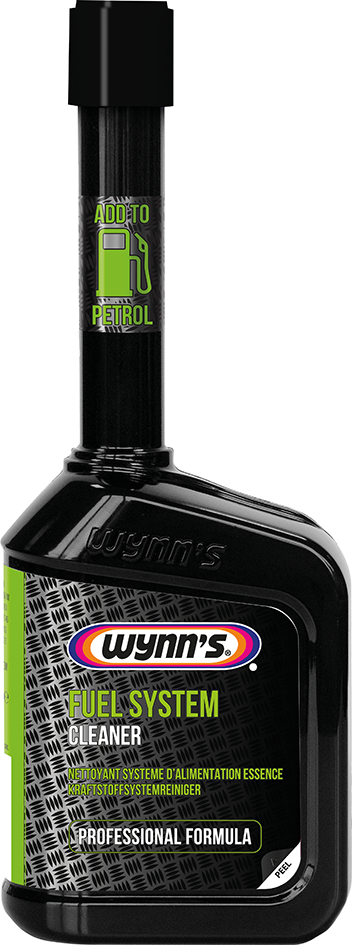 ADD TO
PETROL
wynn's
wynn's®
FUEL SYSTEM
CLEANER
NETTOYANT SYSTEME D'ALIMENTATION ESSENCE
KRAFTSTOFFSYSTEMREINIGER
PROFESSIONAL FORMULA
PEEL